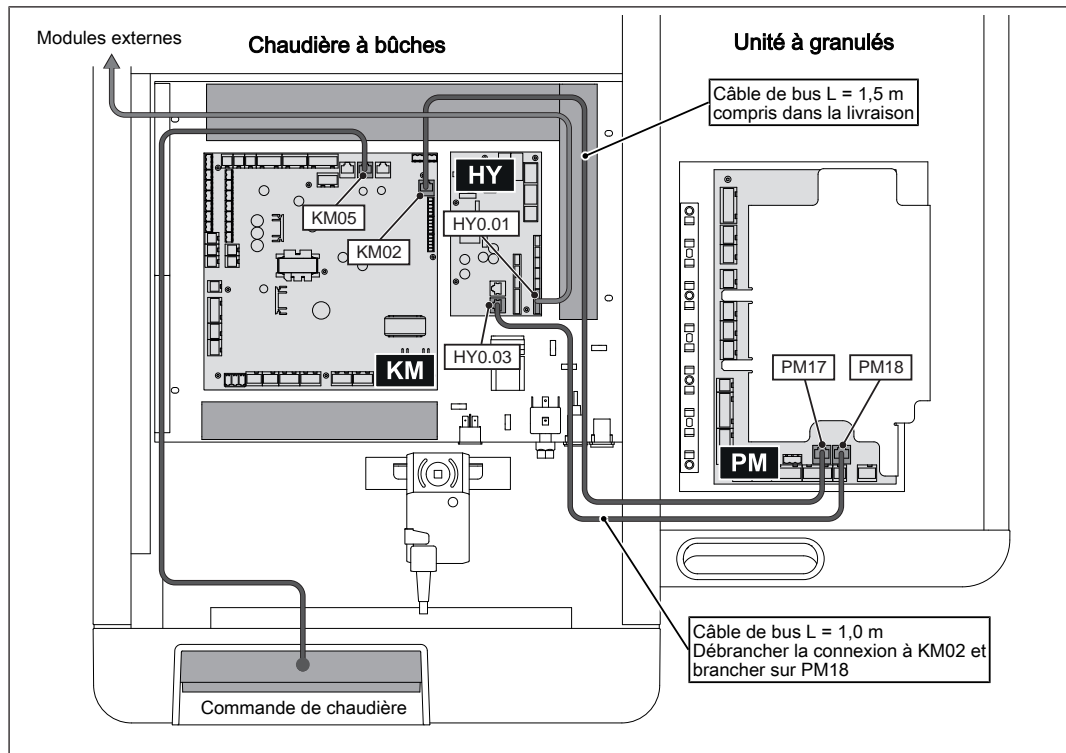 Modules externes
Chaudière à bûches
Unité à granulés
Câble de bus L = 1,5 m
compris dans la livraison
HY
KM05
HY0.01
KM02
HY0.03
KM
PM17
PM18
PM
Câble de bus L = 1,0 m
Débrancher la connexion à KM02 et
brancher sur PM18
Commande de chaudière